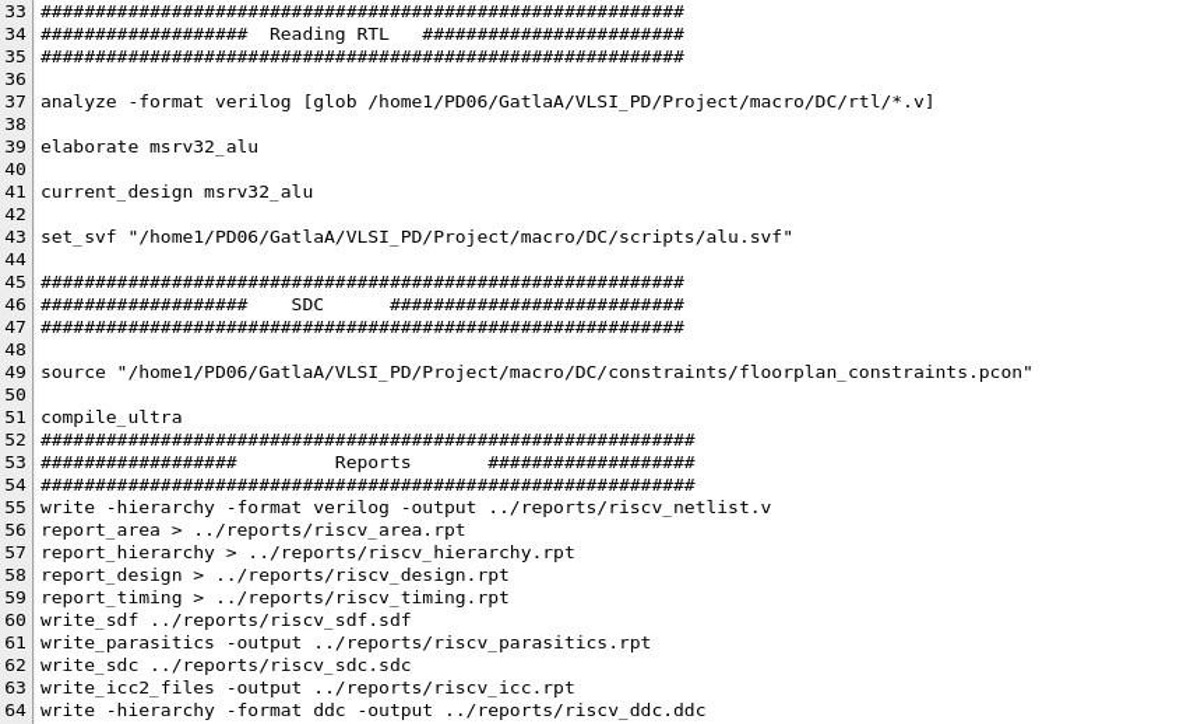 33 ###########################################################
34 ###################  Reading RTL   ########################
35 ###########################################################
36
37 analyze -format verilog [glob /home1/PD06/GatlaA/VLSI_PD/Project/macro/DC/rtl/*.v]
38
39 elaborate msrv32_alu
40
41 current_design msrv32_alu
42
43 set_svf "/home1/PD06/GatlaA/VLSI_PD/Project/macro/DC/scripts/alu.svf"
44
45 ###########################################################
46 ###################    SDC      ###########################
47 ###########################################################
48
49 source "/home1/PD06/GatlaA/VLSI_PD/Project/macro/DC/constraints/floorplan_constraints.pcon"
50
51 compile_ultra
52 ############################################################
53 ##################         Reports       ###################
54 ############################################################
55 write -hierarchy -format verilog -output ../reports/riscv_netlist.v
56 report_area > ../reports/riscv_area.rpt
57 report_hierarchy > ../reports/riscv_hierarchy.rpt
58 report_design > ../reports/riscv_design.rpt
59 report_timing > ../reports/riscv_timing.rpt
60 write_sdf ../reports/riscv_sdf.sdf
61 write_parasitics -output ../reports/riscv_parasitics.rpt
62 write_sdc ../reports/riscv_sdc.sdc
63 write_icc2_files -output ../reports/riscv_icc.rpt
64 write -hierarchy -format ddc -output ../reports/riscv_ddc.ddc